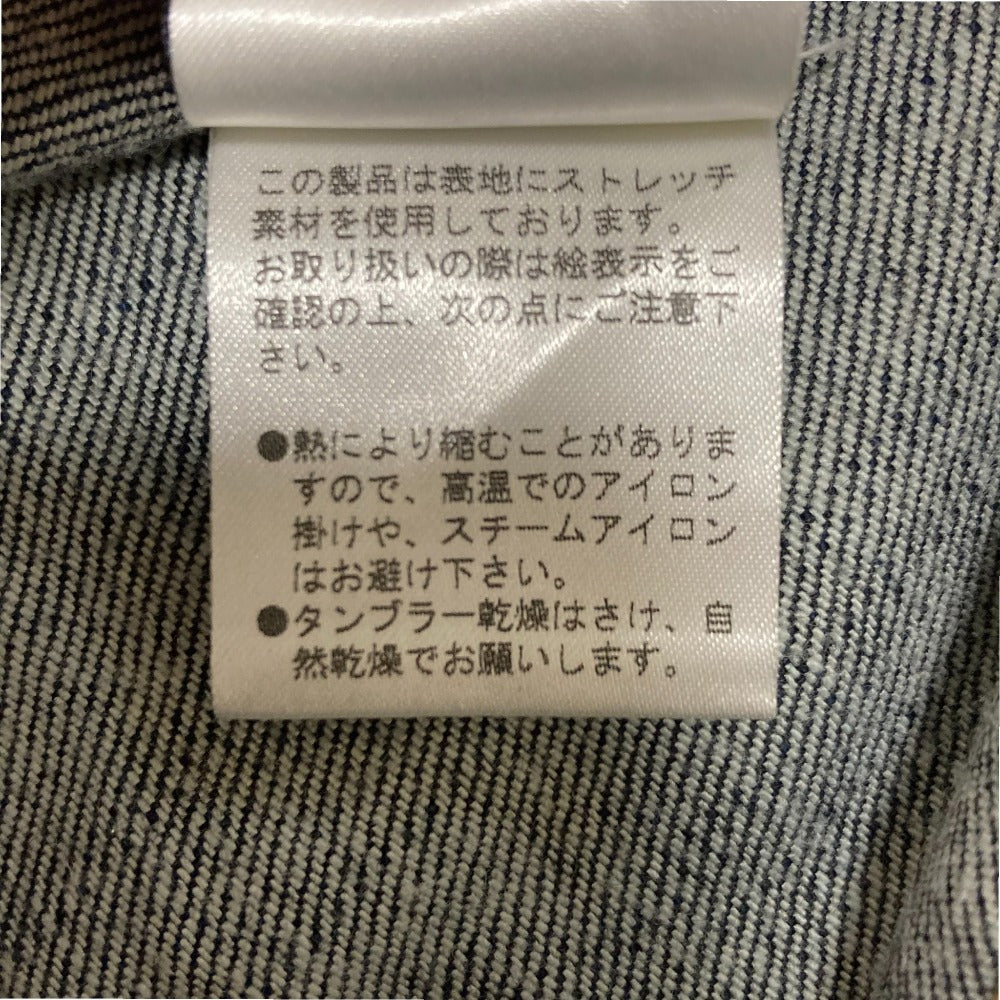 この製品は表地にストレッチ
素材を使用しております。
お取り扱いの際は絵表示をご
確認の上、次の点にご注意下
さい。
●熱により縮むことがありま
すので、高温でのアイロン
掛けや、スチームアイロン
はお避け下さい。
●タンブラー乾燥はさけ、自
然乾燥でお願いします。